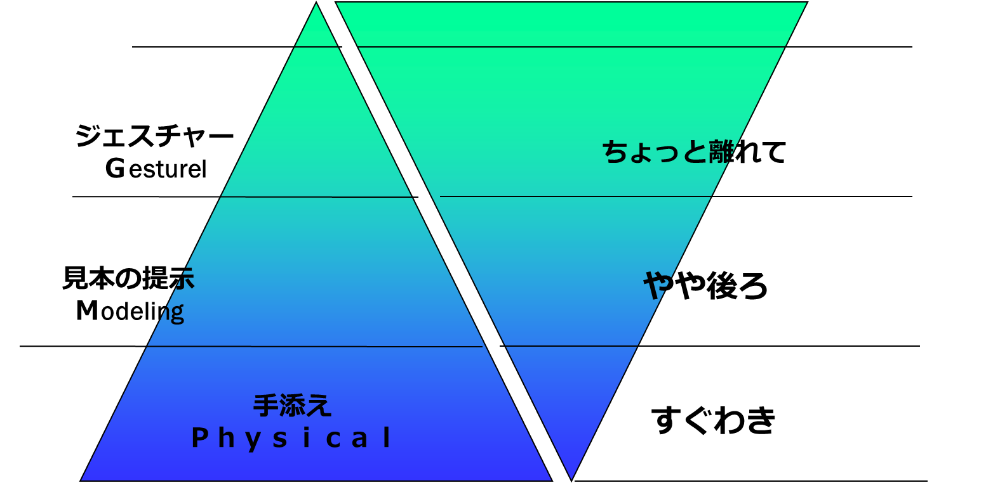 ジェスチャー
Gesturel
ちょっと離れて
見本の提示
Modeling
やや後ろ
手添え
Ｐｈｙｓｉｃａｌ
すぐわき